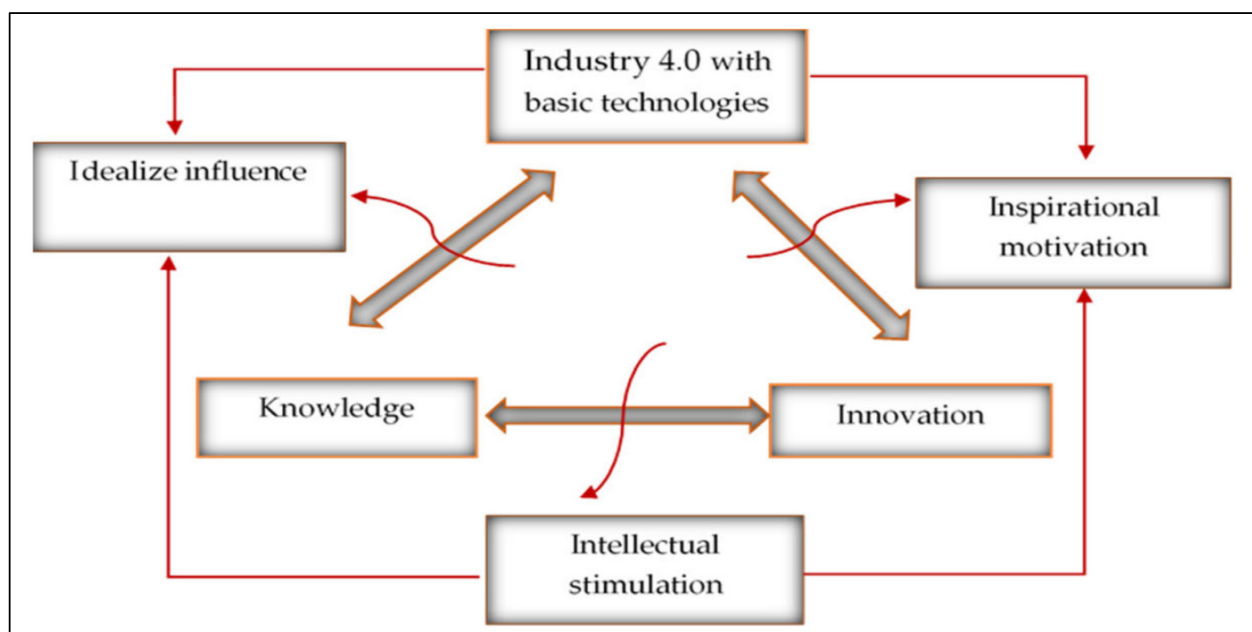 Industry 4.0 with
basic technologies
Idealize influence
Inspirational
motivation
Knowledge
Innovation
Intellectual
stimulation